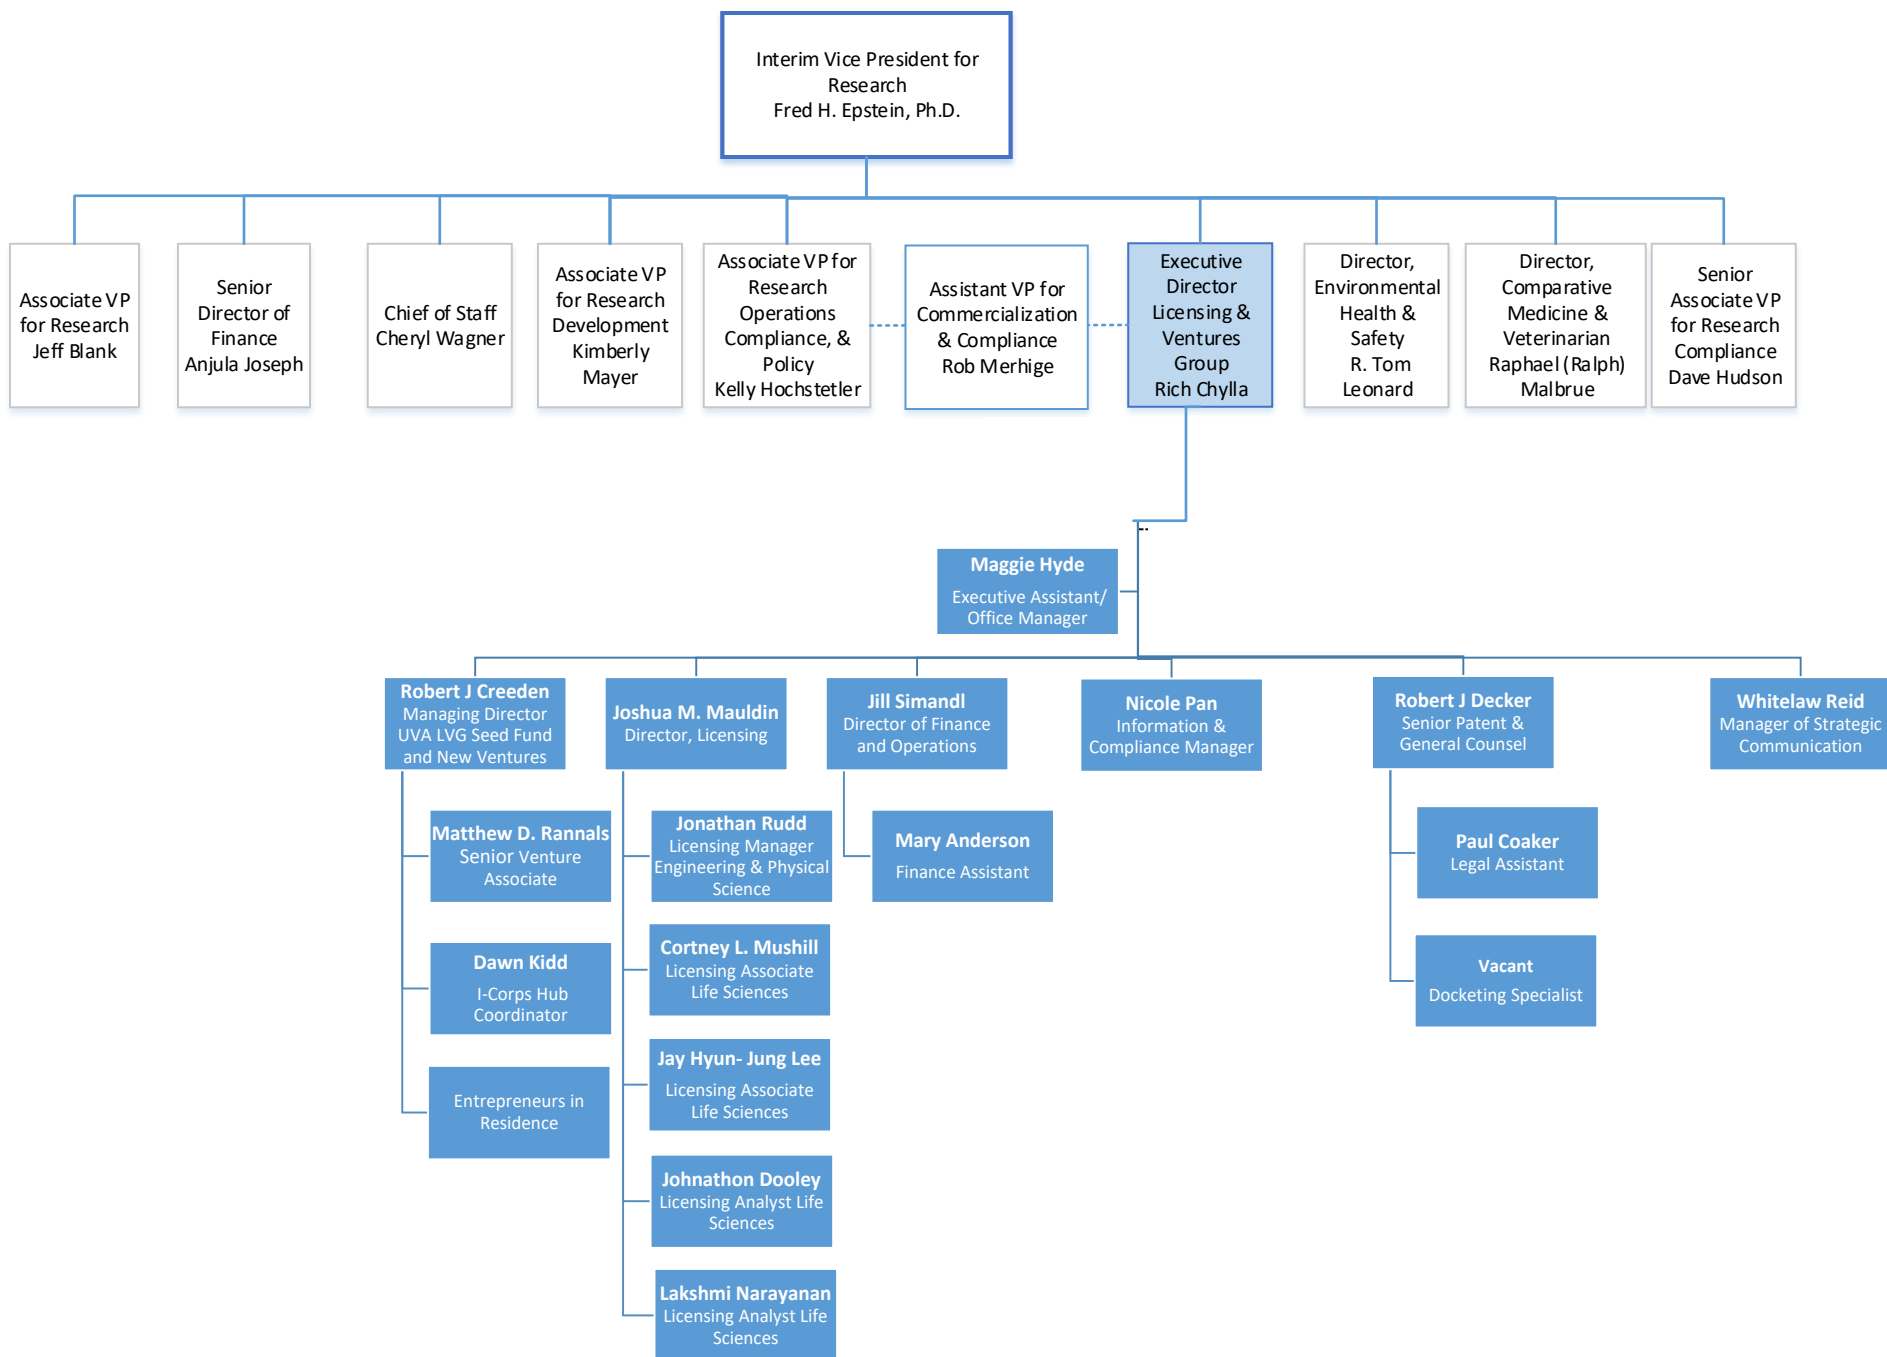 Interim Vice President for
Research
Fred H. Epstein, Ph.D.
Associate VP
for Research
Jeff Blank
Senior
Director of
Finance
Anjula Joseph
Chief of Staff
Cheryl Wagner
Associate VP
for Research
Development
Kimberly
Mayer
Associate VP for
Research
Operations
Compliance, &
Policy
Kelly Hochstetler
Assistant VP for
Commercialization
& Compliance
Rob Merhige
Executive
Director
Licensing &
Ventures
Group
Rich Chylla
Director,
Environmental
Health &
Safety
R. Tom
Leonard
Director,
Comparative
Medicine &
Veterinarian
Raphael (Ralph)
Malbrue
Senior
Associate VP
for Research
Compliance
Dave Hudson
Maggie Hyde
Executive Assistant/
Office Manager
Robert J Creeden
Managing Director
UVA LVG Seed Fund
and New Ventures
Joshua M. Mauldin
Director, Licensing
Jill Simandl
Director of Finance
and Operations
Nicole Pan
Information &
Compliance Manager
Robert J Decker
Senior Patent &
General Counsel
Whitelaw Reid
Manager of Strategic
Communication
Matthew D. Rannals
Senior Venture
Associate
Dawn Kidd
I-Corps Hub
Coordinator
Entrepreneurs in
Residence
Jonathan Rudd
Licensing Manager
Engineering & Physical
Science
Cortney L. Mushill
Licensing Associate
Life Sciences
Jay Hyun- Jung Lee
Licensing Associate
Life Sciences
Johnathon Dooley
Licensing Analyst Life
Sciences
Lakshmi Narayanan
Licensing Analyst Life
Sciences
Mary Anderson
Finance Assistant
Paul Coaker
Legal Assistant
Vacant
Docketing Specialist